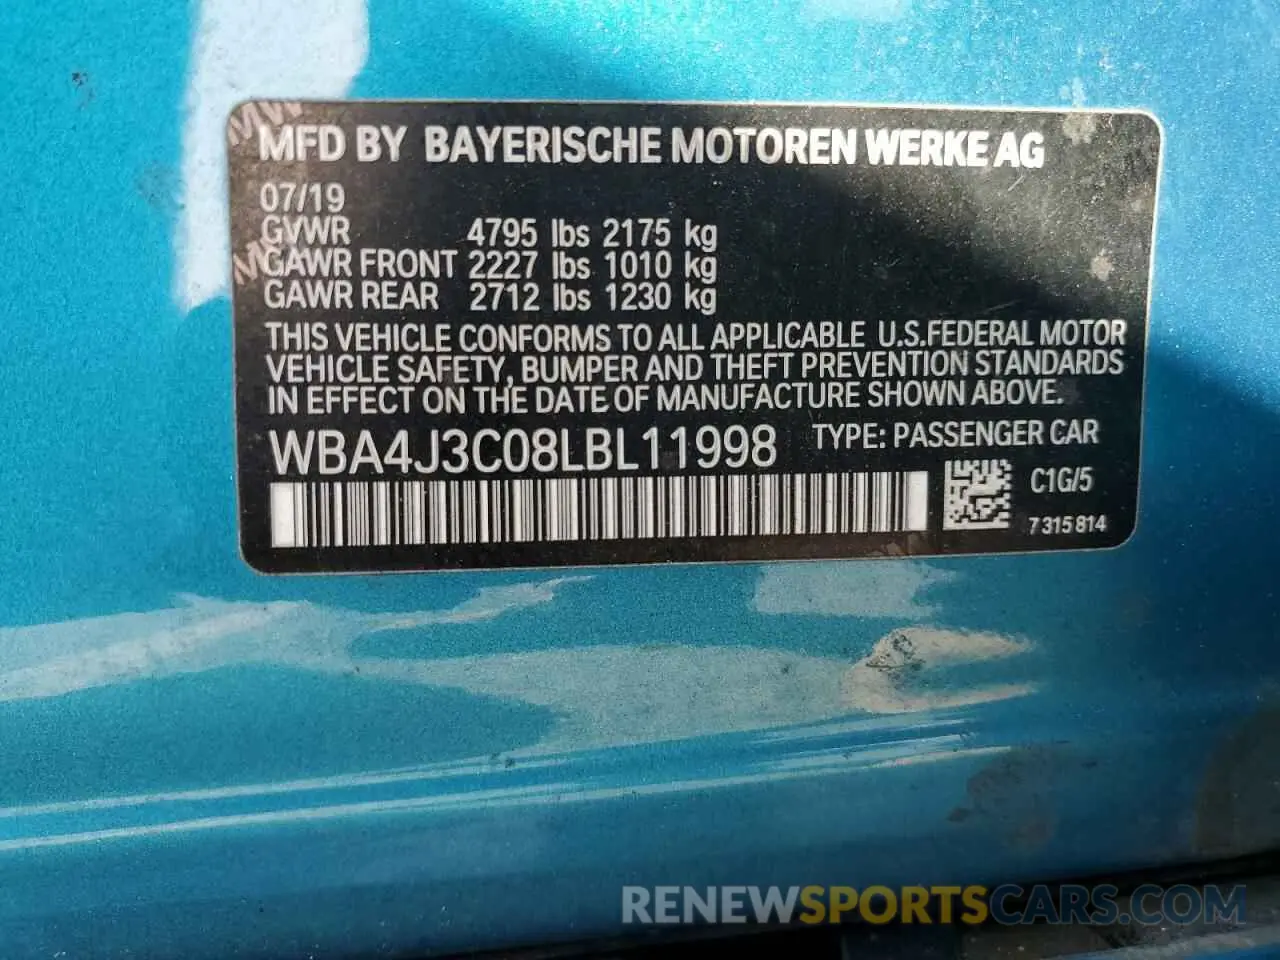 MFD BY BAYERISCHE MOTOREN WERKE AG
07/19
GVWR 4795 lbs 2175 kg
GAWR FRONT 2227 lbs 1010 kg
GAWR REAR 2712 lbs 1230 kg
THIS VEHICLE CONFORMS TO ALL APPLICABLE U.S.FEDERAL MOTOR
VEHICLE SAFETY, BUMPER AND THEFT PREVENTION STANDARDS
IN EFFECT ON THE DATE OF MANUFACTURE SHOWN ABOVE.
WBA4J3C08LBL11998 TYPE: PASSENGER CAR
C1G/5
7 315 814
RENEWSPORTSCARS.COM